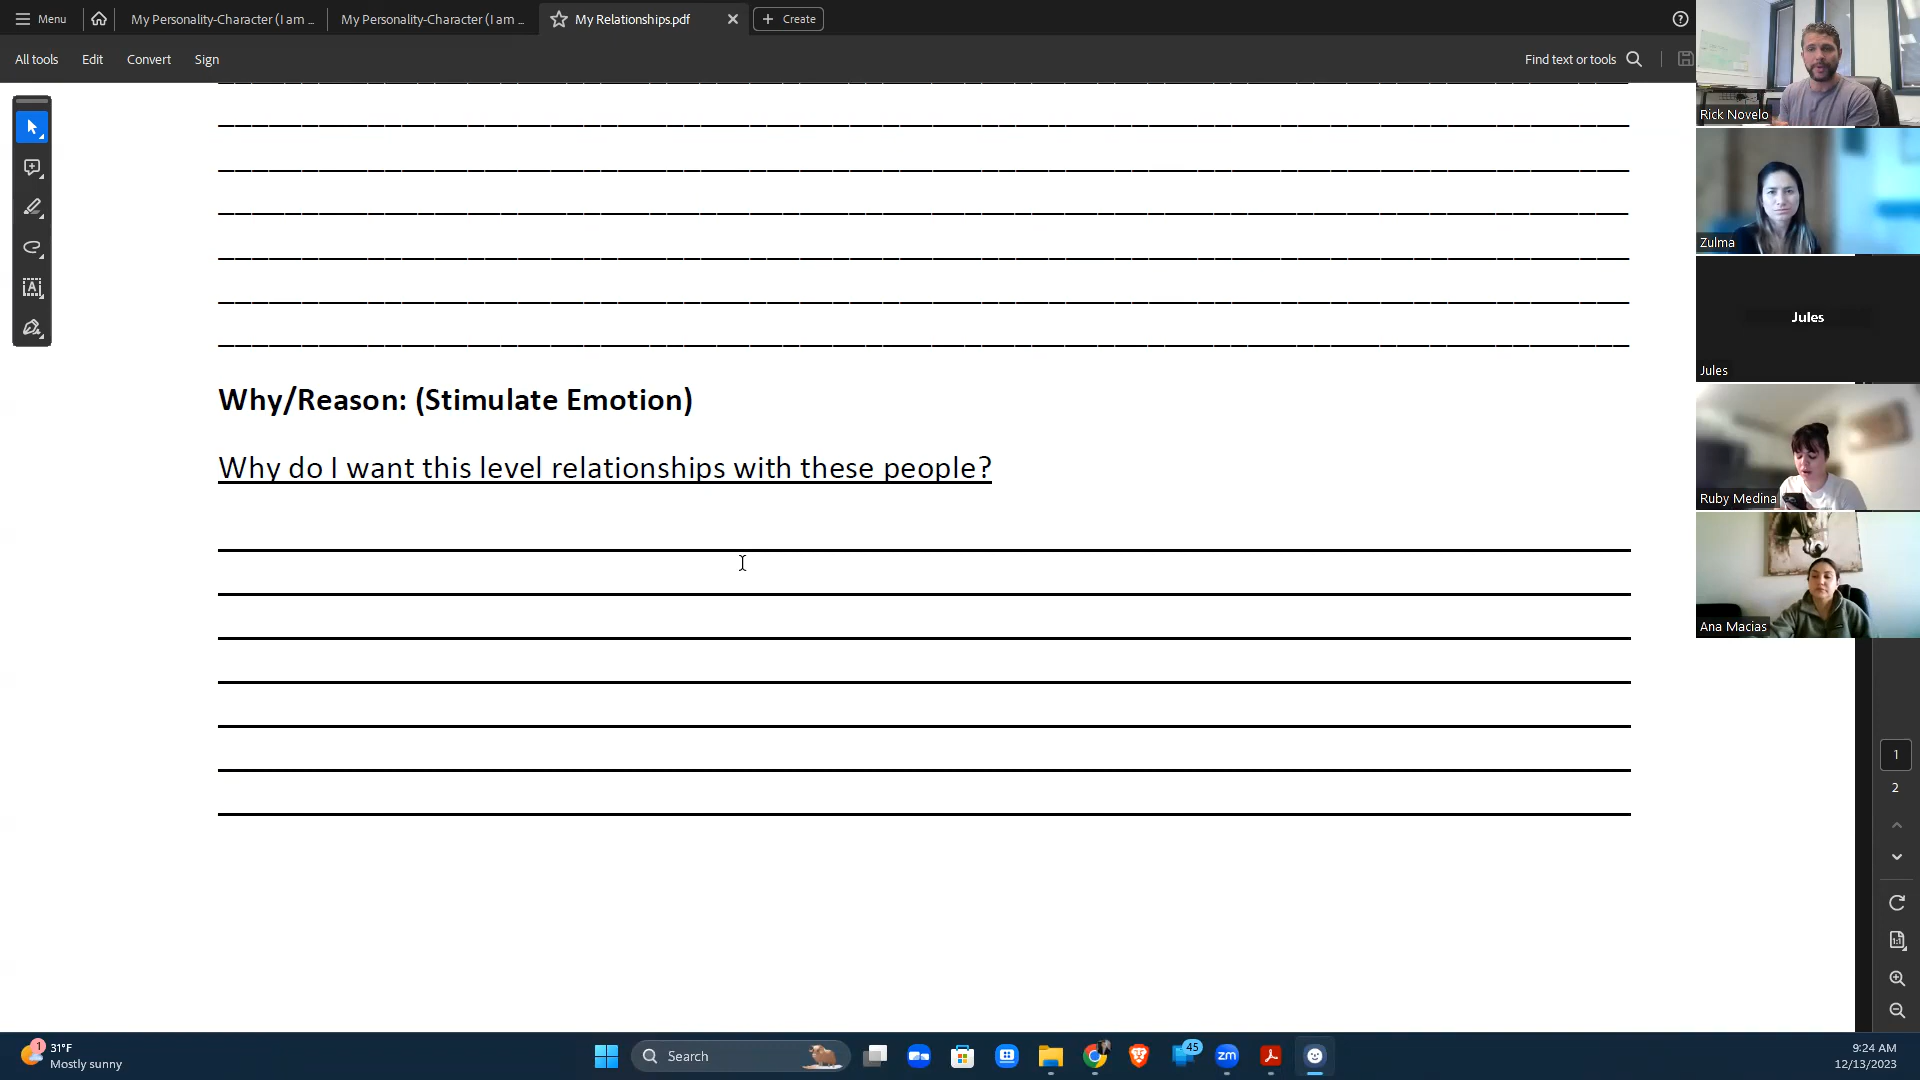 Menu
My Personality-Character (I am ...
My Personality-Character (I am ...
My Relationships.pdf
Create
All tools
Edit
Convert
Sign
Find text or tools
Rick Novelo
Zulma
Jules
Jules
Ruby Medina
Ana Macias
Why/Reason: (Stimulate Emotion)
Why do I want this level relationships with these people?
1
2
1
31°F
Mostly sunny
Search
45
zm
9:24 AM
12/13/2023